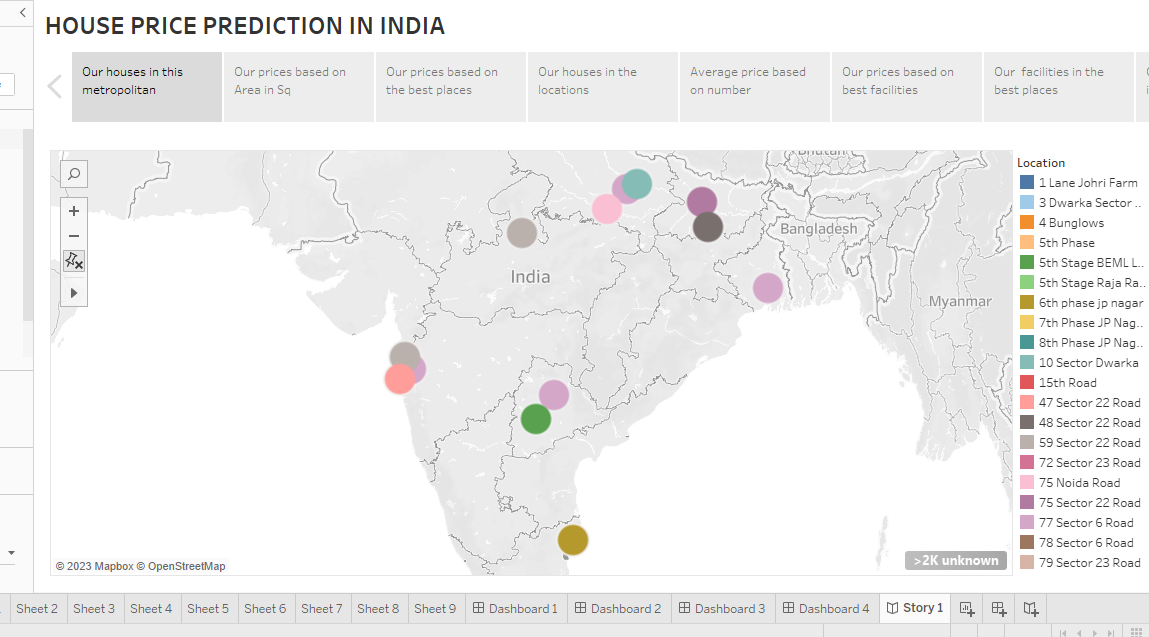 HOUSE PRICE PREDICTION IN INDIA
Our houses in this
metropolitan
Our prices based on
Area in Sq
Our prices based on
the best places
Our houses in the
locations
Average price based
on number
Our prices based on
best facilities
Our facilities in the
best places
Bhutan
Bangladesh
India
Myanmar
Location
1 Lane Johri Farm
3 Dwarka Sector ..
4 Bunglows
5th Phase
5th Stage BEML L..
5th Stage Raja Ra..
6th phase jp nagar
7th Phase JP Nag..
8th Phase JP Nag..
10 Sector Dwarka
15th Road
47 Sector 22 Road
48 Sector 22 Road
59 Sector 22 Road
72 Sector 23 Road
75 Noida Road
75 Sector 22 Road
77 Sector 6 Road
78 Sector 6 Road
79 Sector 23 Road
© 2023 Mapbox © OpenStreetMap
>2K unknown
Sheet 2
Sheet 3
Sheet 4
Sheet 5
Sheet 6
Sheet 7
Sheet 8
Sheet 9
Dashboard 1
Dashboard 2
Dashboard 3
Dashboard 4
Story 1